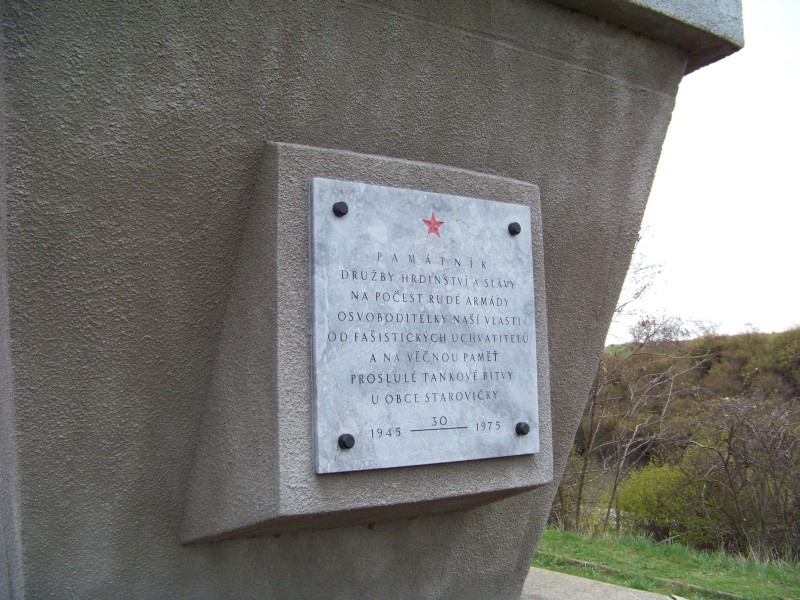 PAMÁTNÍK
DRUŽBY HRDINSTVÍ A SLÁVY
NA POČEST RUDÉ ARMÁDY
OSVOBODITELKY NAŠÍ VLASTI
OD FAŠISTICKÝCH UCHVATITELŮ
A NA VĚČNOU PAMĚŤ
PROSLULÉ TANKOVÉ BITVY
U OBCE STAROVIČKY
30
1945 — 1975